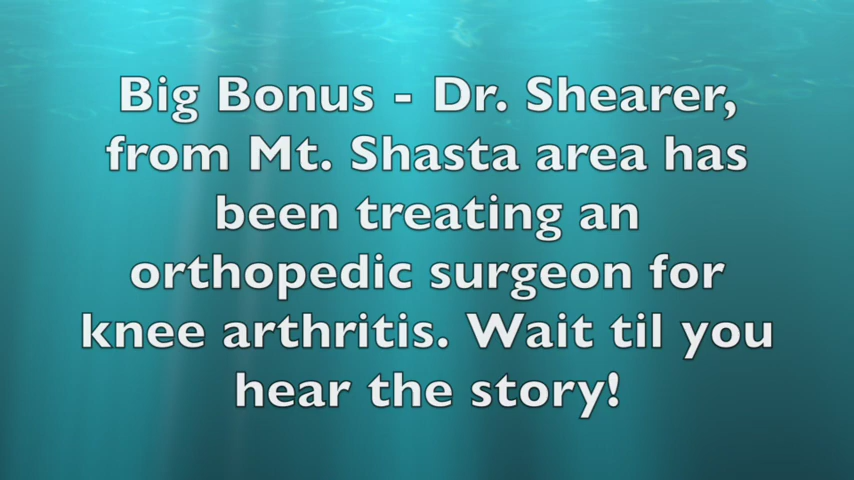 Big Bonus - Dr. Shearer,
from Mt. Shasta area has
been treating an
orthopedic surgeon for
knee arthritis. Wait til you
hear the story!